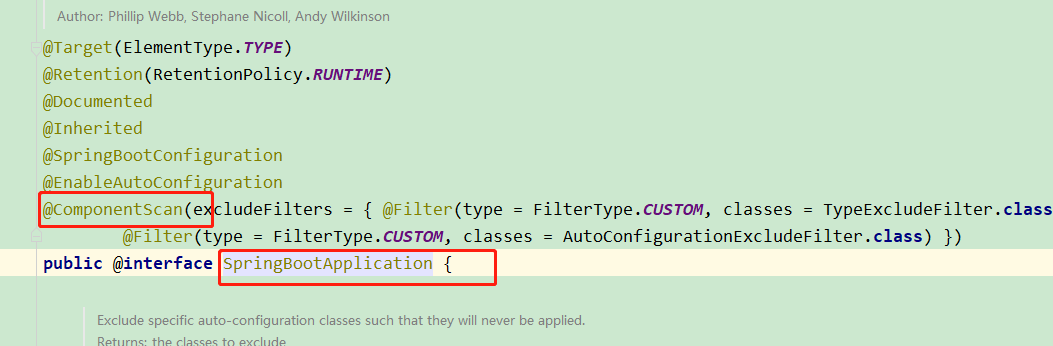 Author: Phillip Webb, Stephane Nicoll, Andy Wilkinson
@Target(ElementType.TYPE)
@Retention(RetentionPolicy.RUNTIME)
@Documented
@Inherited
@SpringBootConfiguration
@EnableAutoConfiguration
@ComponentScan(excludeFilters = { @Filter(type = FilterType.CUSTOM, classes = TypeExcludeFilter.class
@Filter(type = FilterType.CUSTOM, classes = AutoConfigurationExcludeFilter.class) })
public @interface SpringBootApplication {
Exclude specific auto-configuration classes such that they will never be applied.
Returns: the classes to exclude